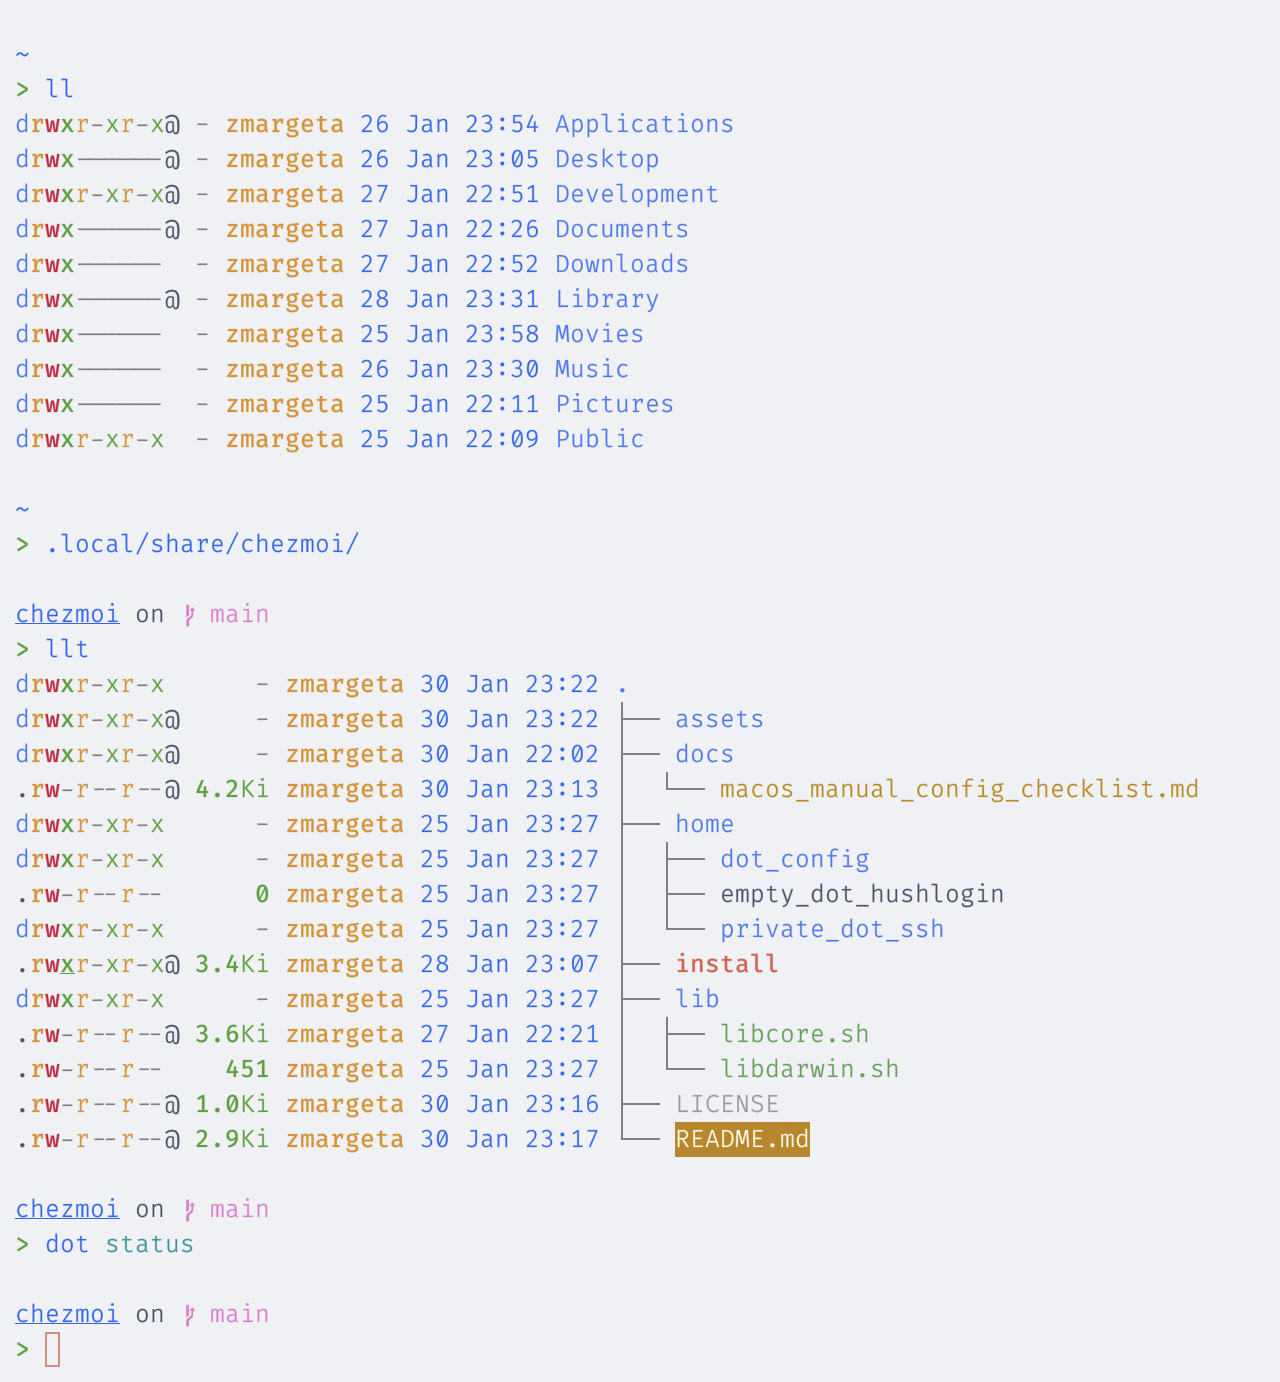 ~
> ll
drwxr-xr-x@ - zmargeta 26 Jan 23:54 Applications
drwx------@ - zmargeta 26 Jan 23:05 Desktop
drwxr-xr-x@ - zmargeta 27 Jan 22:51 Development
drwx------@ - zmargeta 27 Jan 22:26 Documents
drwx------  - zmargeta 27 Jan 22:52 Downloads
drwx------@ - zmargeta 28 Jan 23:31 Library
drwx------  - zmargeta 25 Jan 23:58 Movies
drwx------  - zmargeta 26 Jan 23:30 Music
drwx------  - zmargeta 25 Jan 22:11 Pictures
drwxr-xr-x  - zmargeta 25 Jan 22:09 Public
~
> .local/share/chezmoi/
chezmoi on main
> llt
drwxr-xr-x      - zmargeta 30 Jan 23:22 .
drwxr-xr-x@     - zmargeta 30 Jan 23:22 ├── assets
drwxr-xr-x@     - zmargeta 30 Jan 22:02 ├── docs
.rw-r--r--@ 4.2Ki zmargeta 30 Jan 23:13 │  └── macos_manual_config_checklist.md
drwxr-xr-x      - zmargeta 25 Jan 23:27 ├── home
drwxr-xr-x      - zmargeta 25 Jan 23:27 │  ├── dot_config
.rw-r--r--      0 zmargeta 25 Jan 23:27 │  ├── empty_dot_hushlogin
drwxr-xr-x      - zmargeta 25 Jan 23:27 │  └── private_dot_ssh
.rwxr-xr-x@ 3.4Ki zmargeta 28 Jan 23:07 ├── install
drwxr-xr-x      - zmargeta 25 Jan 23:27 ├── lib
.rw-r--r--@ 3.6Ki zmargeta 27 Jan 22:21 │  ├── libcore.sh
.rw-r--r--    451 zmargeta 25 Jan 23:27 │  └── libdarwin.sh
.rw-r--r--@ 1.0Ki zmargeta 30 Jan 23:16 ├── LICENSE
.rw-r--r--@ 2.9Ki zmargeta 30 Jan 23:17 └── README.md
chezmoi on main
> dot status
chezmoi on main
>